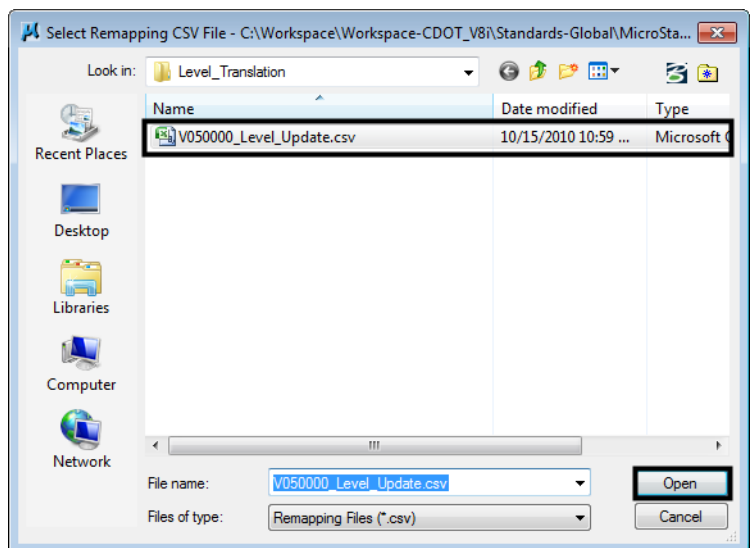 Select Remapping CSV File - C:\Workspace\Workspace-CDOT_V8i\Standards-Global\MicroSta...
Look in:
Level_Translation
Name
Date modified
Type
V050000_Level_Update.csv
10/15/2010 10:59 ...
Microsoft
Recent Places
Desktop
Libraries
Computer
Network
File name:
V050000_Level_Update.csv
Open
Files of type:
Remapping Files (*.csv)
Cancel